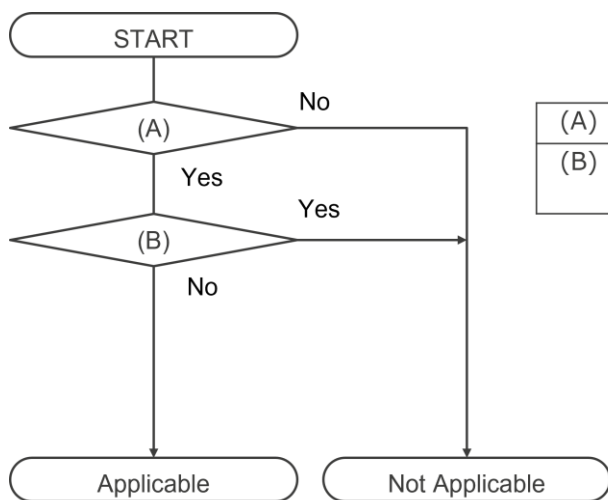 START
No
(A)
(A)
Yes
(B)
Yes
(B)
No
Applicable
Not Applicable